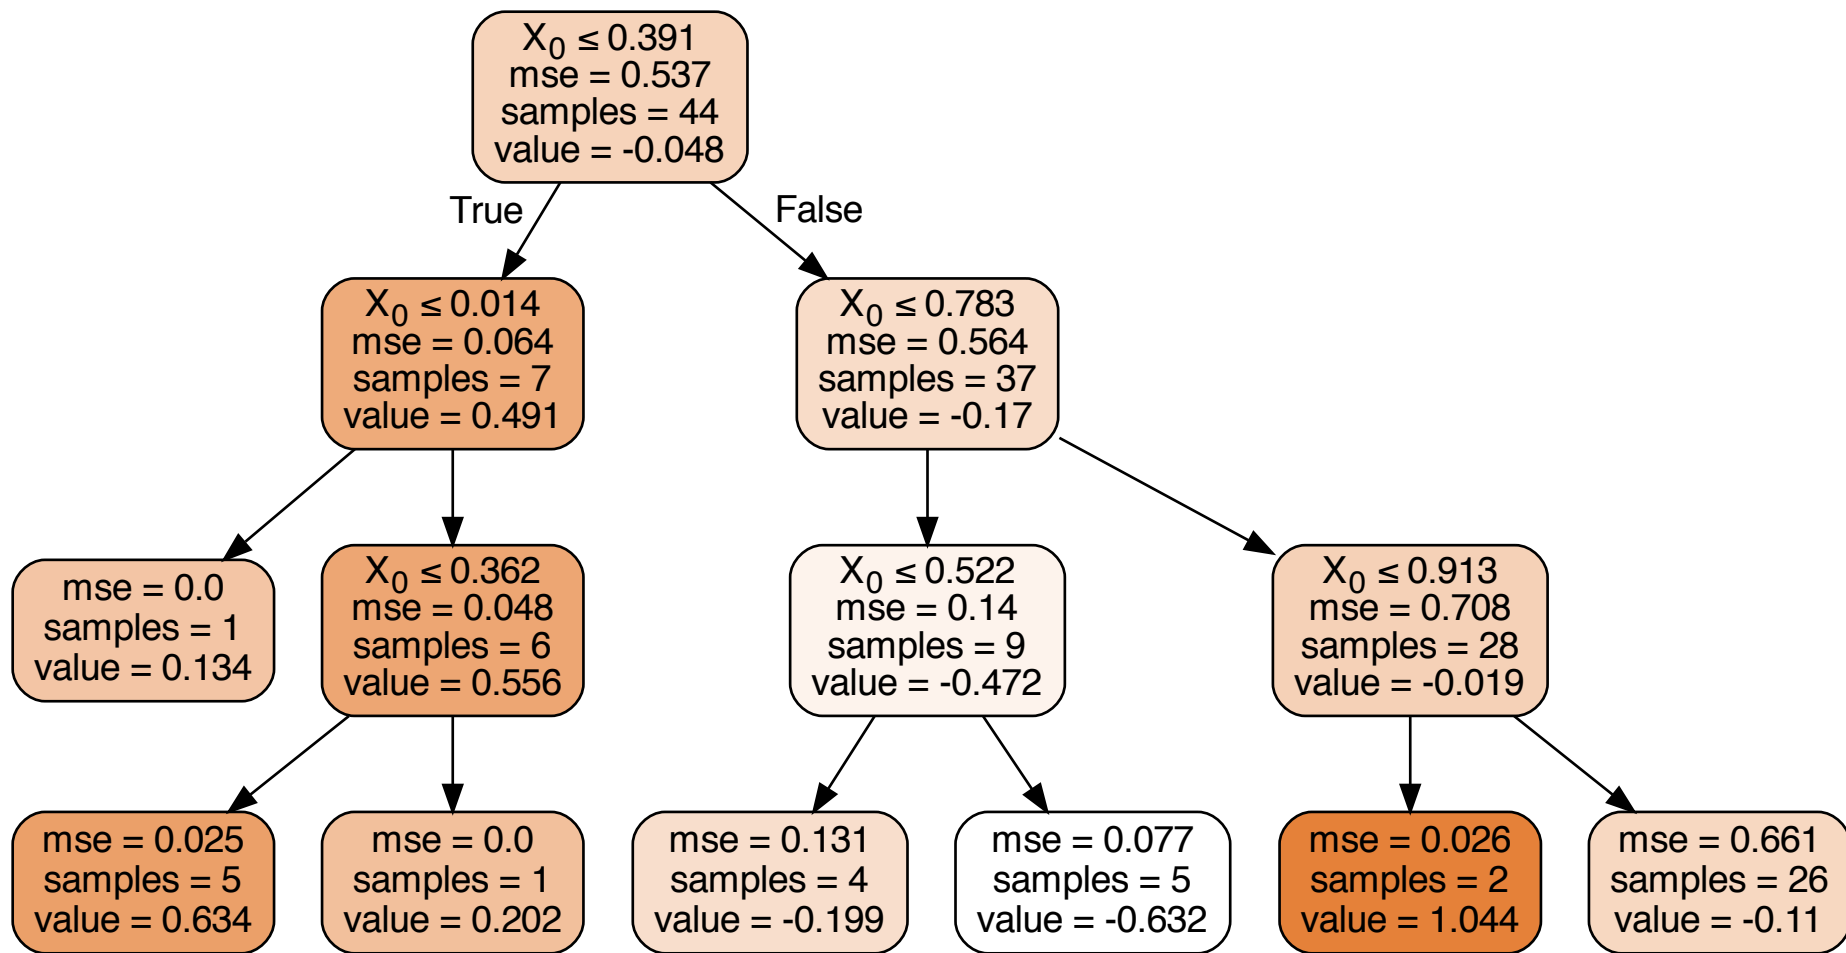 X₀ ≤ 0.391
mse = 0.537
samples = 44
value = -0.048
True
False
X₀ ≤ 0.014
mse = 0.064
samples = 7
value = 0.491
X₀ ≤ 0.783
mse = 0.564
samples = 37
value = -0.17
mse = 0.0
samples = 1
value = 0.134
X₀ ≤ 0.362
mse = 0.048
samples = 6
value = 0.556
X₀ ≤ 0.522
mse = 0.14
samples = 9
value = -0.472
X₀ ≤ 0.913
mse = 0.708
samples = 28
value = -0.019
mse = 0.025
samples = 5
value = 0.634
mse = 0.0
samples = 1
value = 0.202
mse = 0.131
samples = 4
value = -0.199
mse = 0.077
samples = 5
value = -0.632
mse = 0.026
samples = 2
value = 1.044
mse = 0.661
samples = 26
value = -0.11